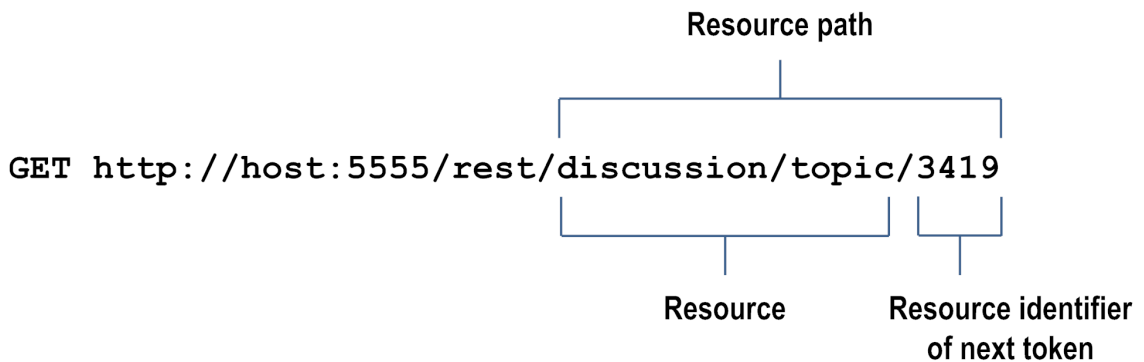 Resource path
GET http://host:5555/rest/discussion/topic/3419
Resource
Resource identifier
of next token